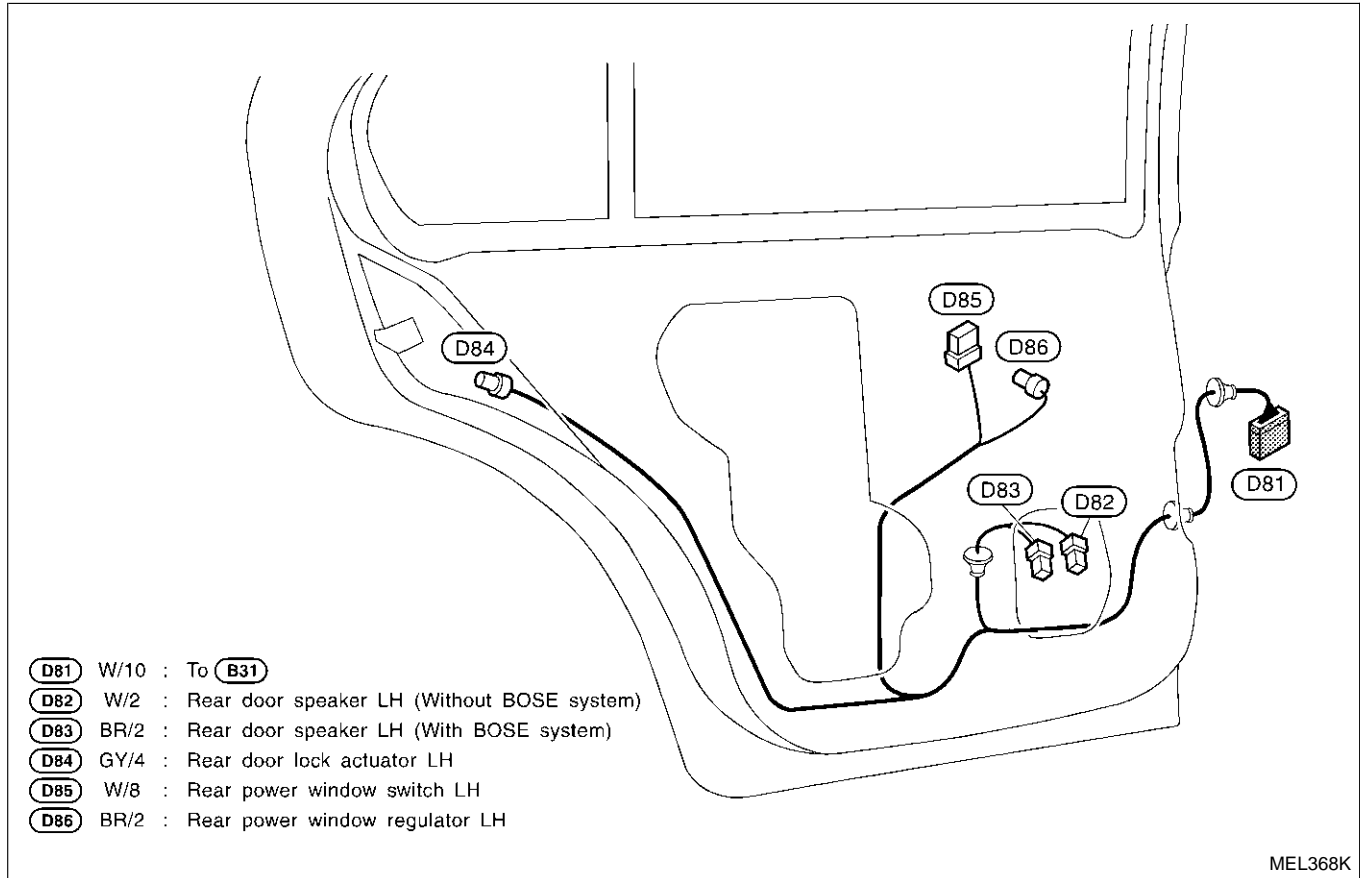 D85
D86
D84
D83
D82
D81
D81 W/10 : To B31
D82 W/2 : Rear door speaker LH (Without BOSE system)
D83 BR/2 : Rear door speaker LH (With BOSE system)
D84 GY/4 : Rear door lock actuator LH
D85 W/8 : Rear power window switch LH
D86 BR/2 : Rear power window regulator LH
MEL368K